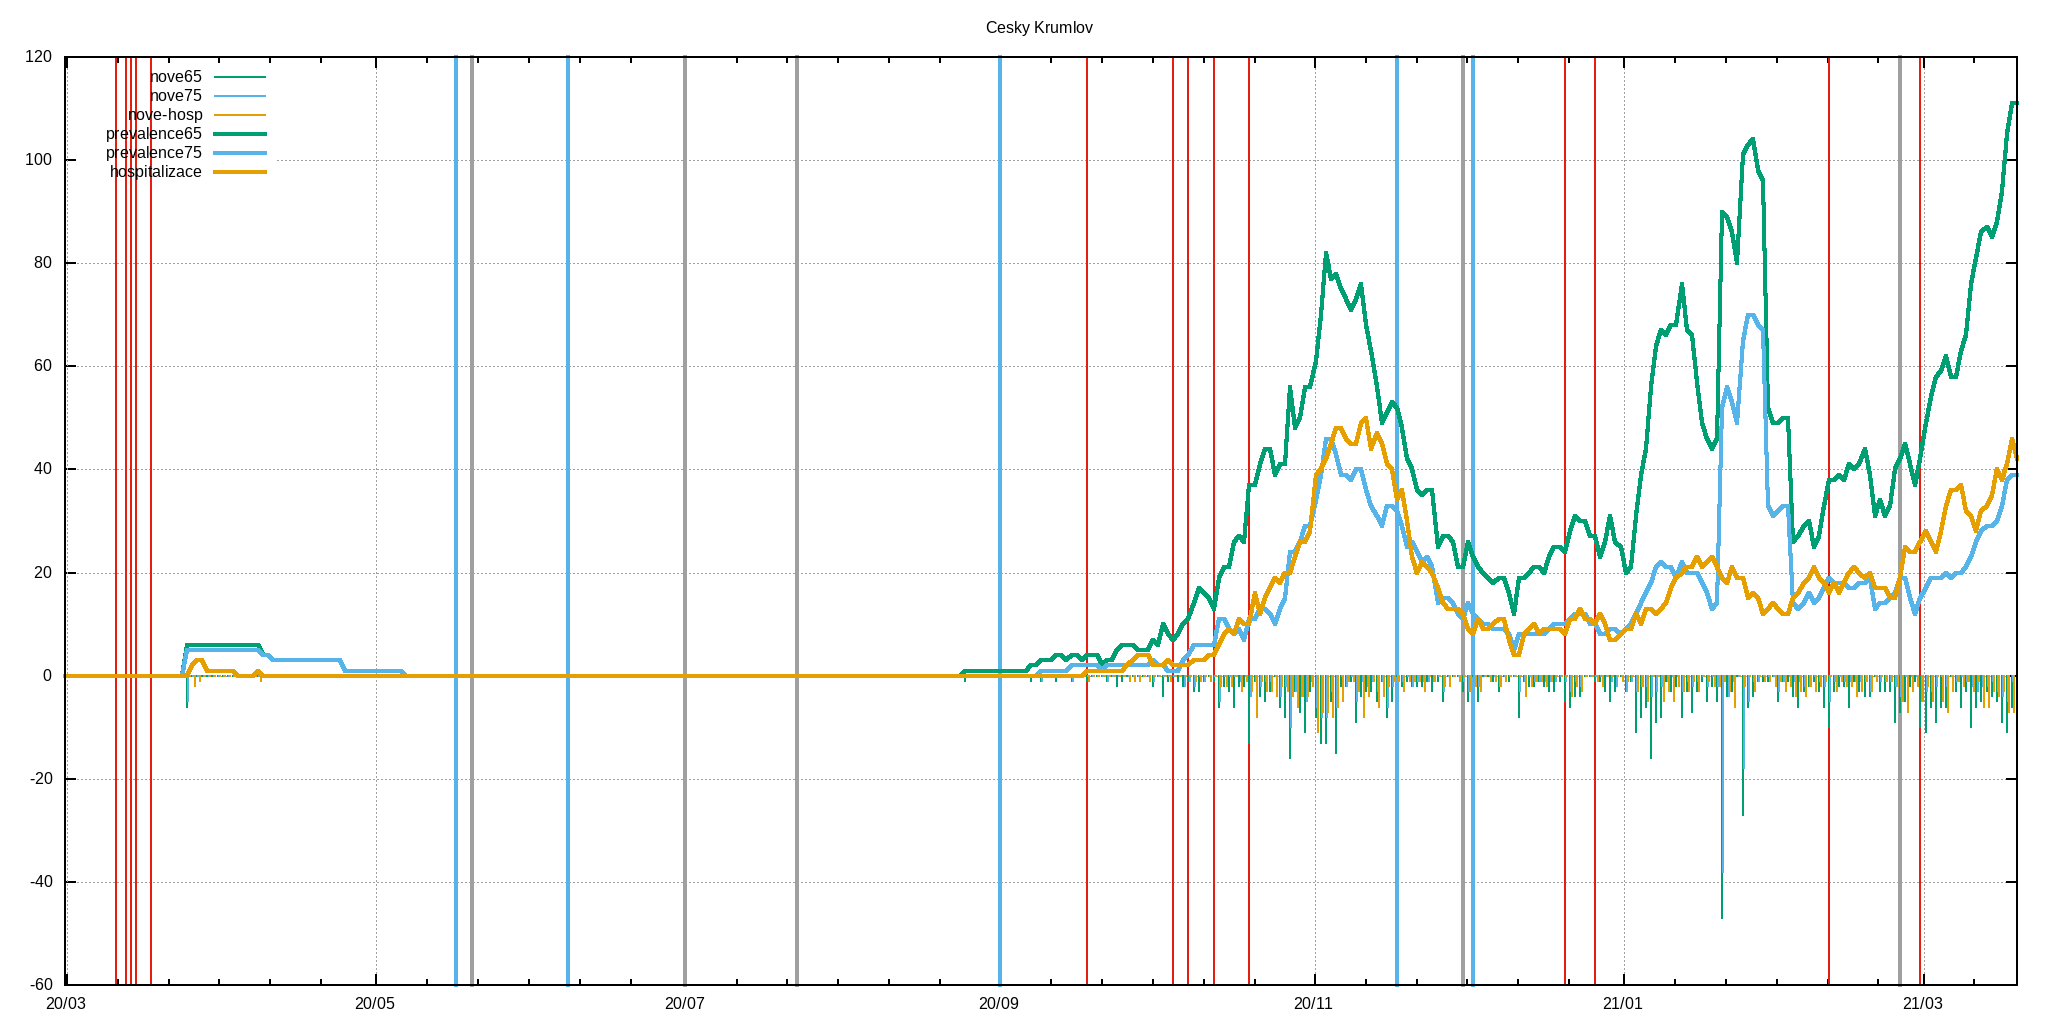 Cesky Krumlov
120
100
80
60
40
20
0
-20
-40
-60
nove65
nove75
nove-hosp
prevalence65
prevalence75
hospitalizace
20/03 20/05 20/07 20/09 20/11 21/01 21/03